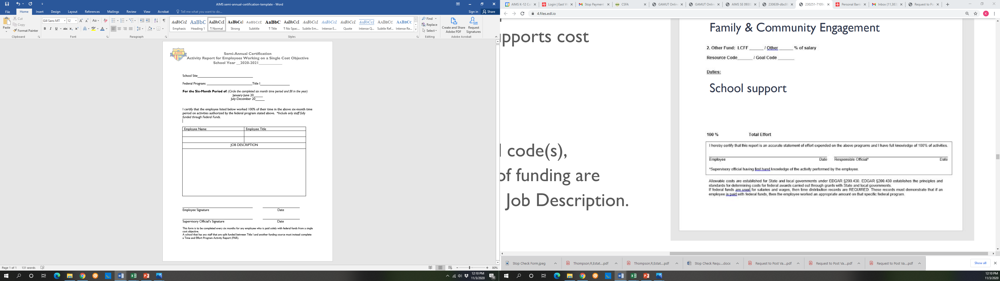 AIMS semi-annual-certification-template - Word
File Home Insert Design Layout References Mailings Review View Acrobat Tell me what you want to do... Sign in Share
Paste
Cut
Copy
Format Painter
Clipboard
Gill Sans MT 12
Font
Paragraph
AaBbCcI AaBbC AaBbCcI AaBbCcI AaBbCcD AaBbC AaBbCcI AaBbCcL AaBbCcL AaBbCcL AaBbCcL AABBCC AABBCC
Emphasis Heading 1 ¶ Normal Strong Subtitle ¶ Title ¶ No Spac... Subtle Em... Intense E... Quote Intense Q... Subtle Ref... Intense Re...
Styles
Find
Replace
Select
Editing
Create and Share Adobe PDF
Request Signatures
Adobe Acrobat
AIMS
Semi-Annual Certification
Activity Report for Employees Working on a Single Cost Objective
School Year __2020-2021____________
School Site
Federal Program: Title I
For the Six-Month Period of: (Circle the completed six month time period and fill in the year)
January-June 20_____
July-December 20_____
I certify that the employee listed below worked 100% of their time in the above six-month time
period on activities authorized by the federal program stated above. *Include only staff fully
funded through Federal Funds.
Employee Name Employee Title
JOB DESCRIPTION
Employee Signature Date
Supervisory Official's Signature Date
This form is to be completed every six months for any employee who is paid solely with federal funds from a single
cost objective.
A school that has any staff that are split funded between Title I and another funding source must instead complete
a Time and Effort Program Activity Report (PAR).
Page 1 of 1 131 words 80%
12:10 PM
11/3/2020
AIMS K-12 Co Login | East W Stop Payment CSFA GAMUT Onlin GAMUT Onlin AIMS SE 0930 230639-dbc8 230251-7109 Personal Bank Inbox (11,383) Request to Po
4.files.edl.io
pports cost
code(s),
of funding are
Job Description.
Family & Community Engagement
2. Other Fund: LCFF ______ / Other ______ % of salary
Resource Code______ / Goal Code ______
Duties:
School support
100 % Total Effort
I hereby certify that this report is an accurate statement of effort expended on the above programs and I have full knowledge of 100% of activities.
Employee Date Responsible Official* Date
*Supervisory official having first hand knowledge of the activity performed by the employee.
Allowable costs are established for State and local governments under EDGAR §200.430. EDGAR §200.430 establishes the principles and
standards for determining costs for federal awards carried out through grants with State and local governments.
If federal funds are used for salaries and wages, then time distribution records are REQUIRED. These records must demonstrate that if an
employee is paid with federal funds, then the employee worked an appropriate amount on that specific federal program.
Stop Check Form.jpeg Thompson,R,Estat....pdf Thompson,R,Estat....pdf Stop Check Requ....docx Request to Post Va....pdf Request to Post Va....pdf Request to Post Va....pdf Show all
12:10 PM
11/3/2020